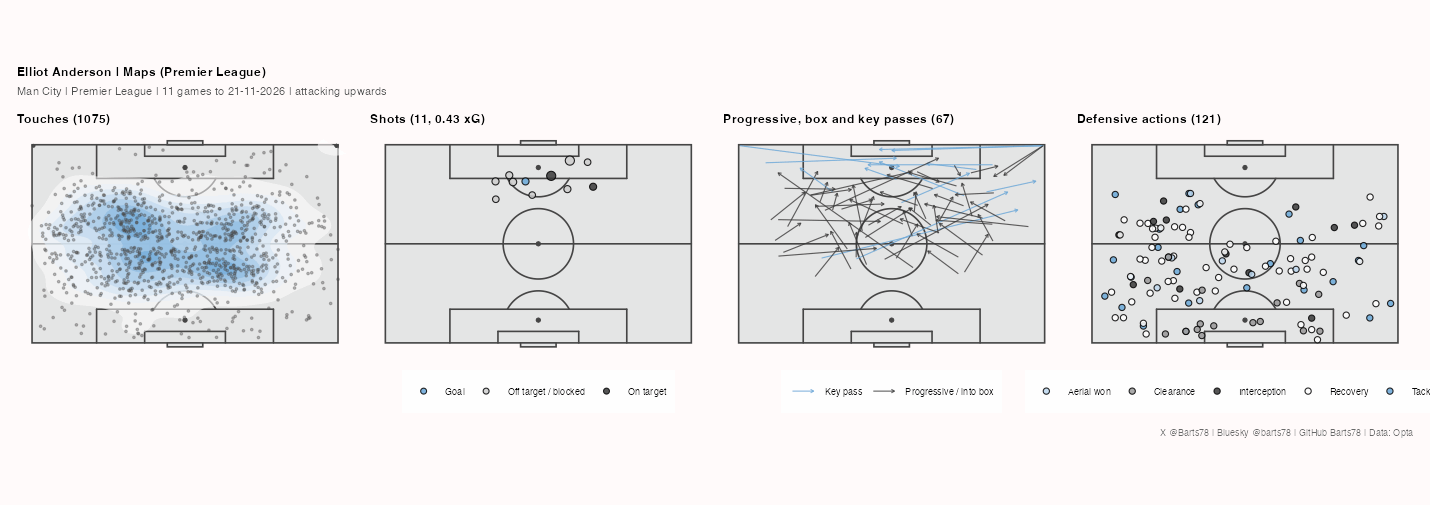 Elliot Anderson | Maps (Premier League)
Man City | Premier League | 11 games to 21-11-2026 | attacking upwards
Touches (1075)
Shots (11, 0.43 xG)
Progressive, box and key passes (67)
Defensive actions (121)
Goal Off target / blocked On target
Key pass Progressive / into box
Aerial won Clearance Interception Recovery Tack
X @Barts78 | Bluesky @barts78 | GitHub Barts78 | Data: Opta